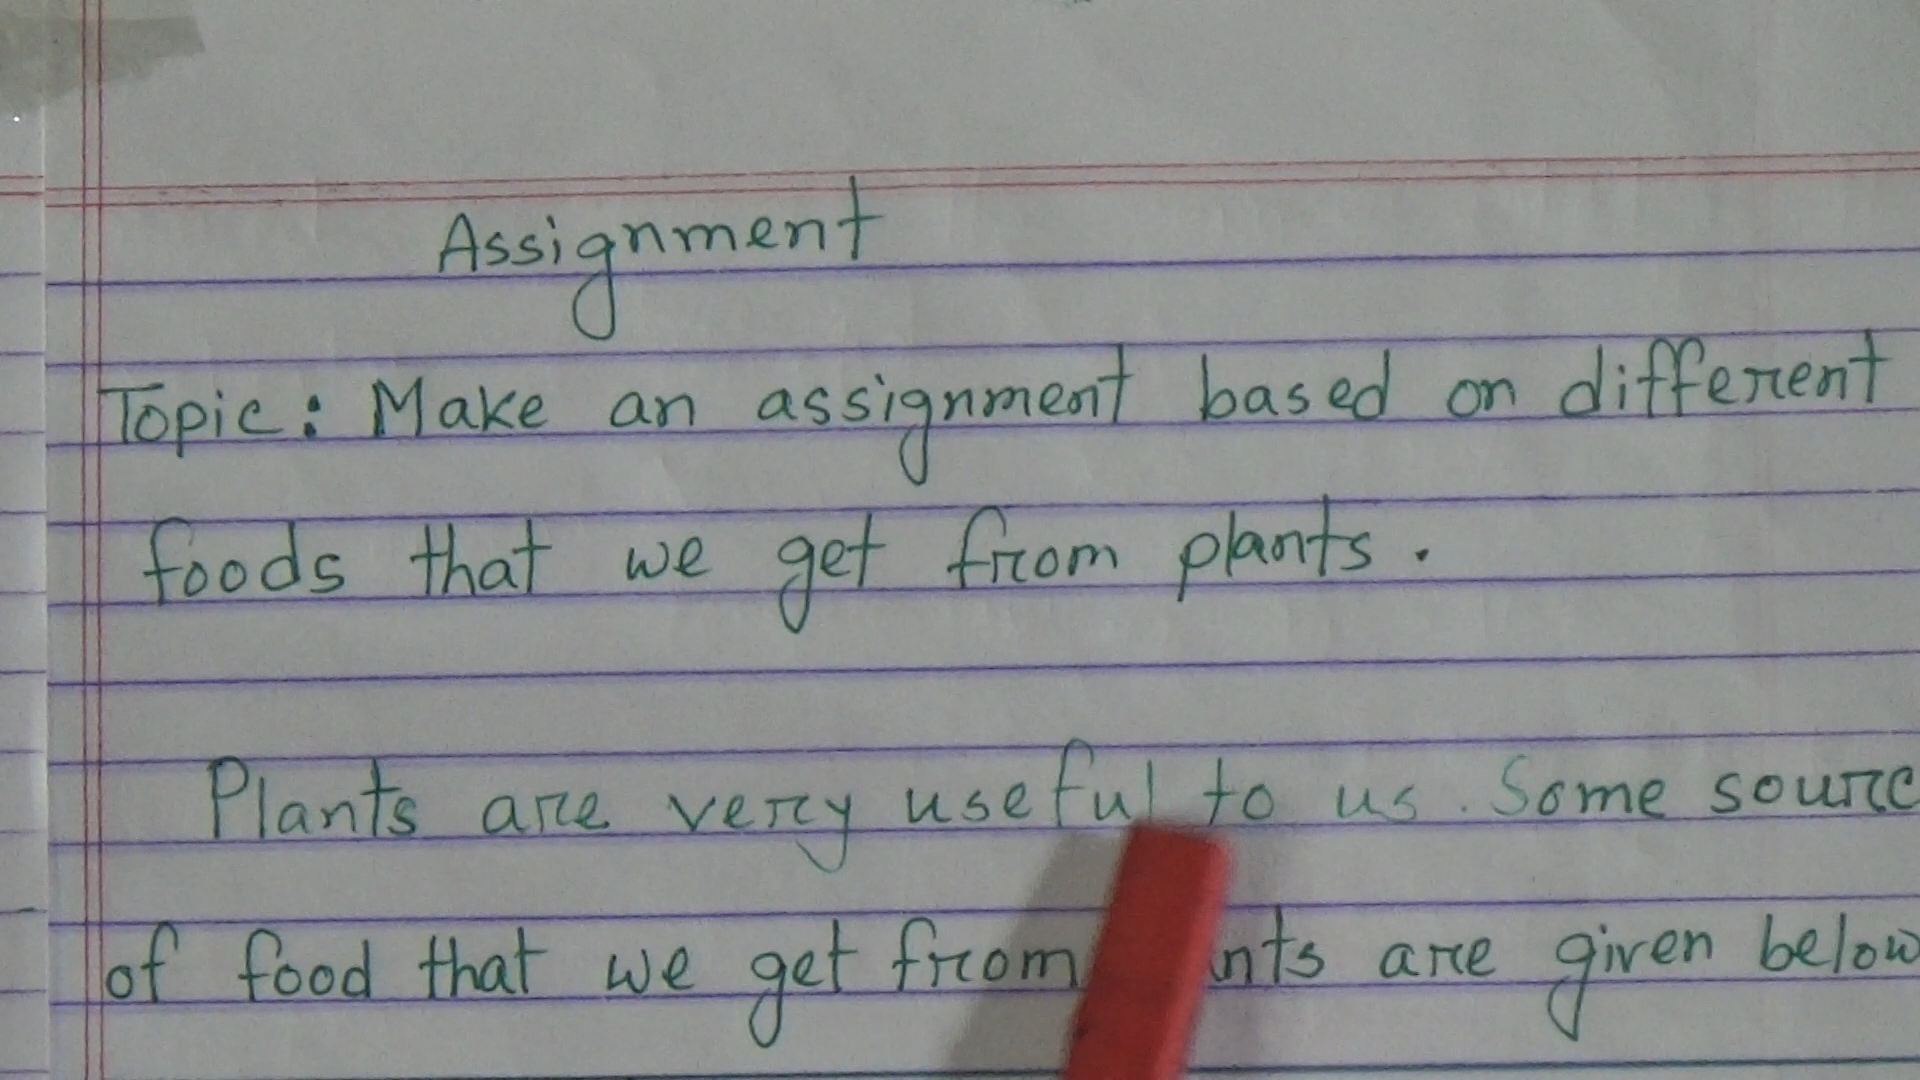 Assignment
Topic: Make an assignment based on different
foods that we get from plants.
Plants are very useful to us. Some sourc
of food that we get from nts are given below